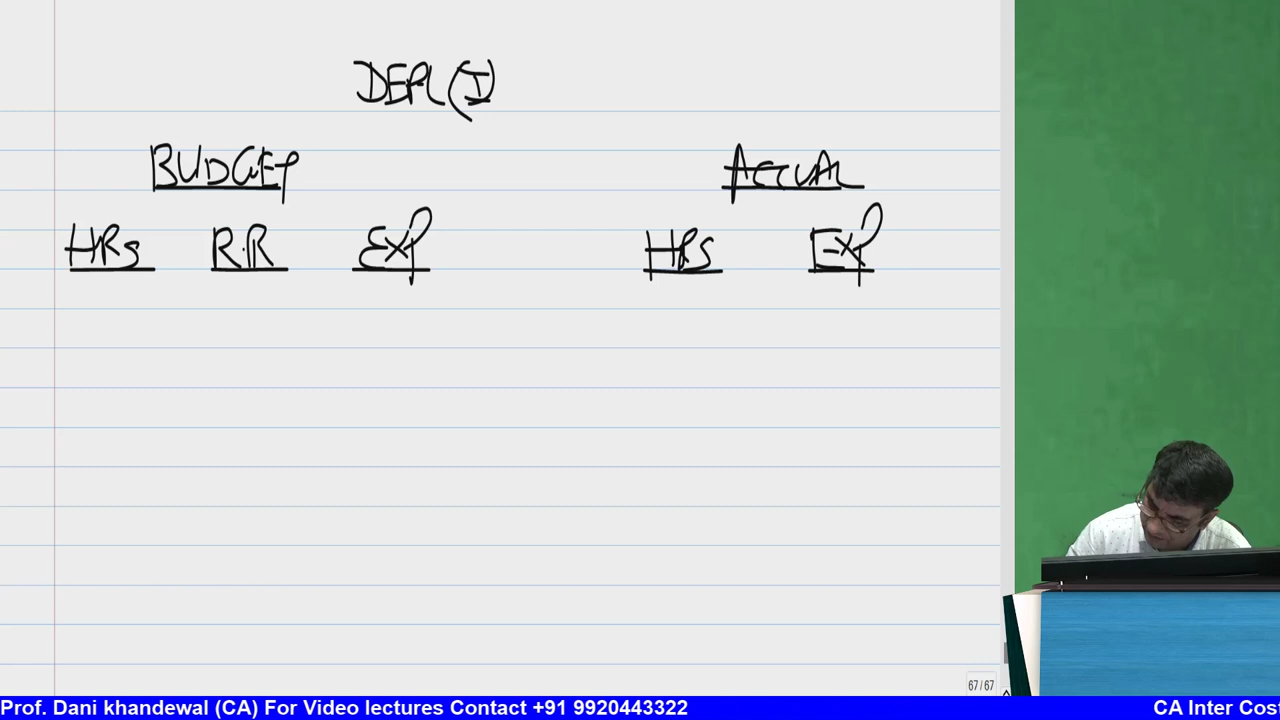 DEPL (I)
BUDGET ACTUAL
HRS R.R EXP HRS EXP
67/67
Prof. Dani khandewal (CA) For Video lectures Contact +91 9920443322 CA Inter Cost